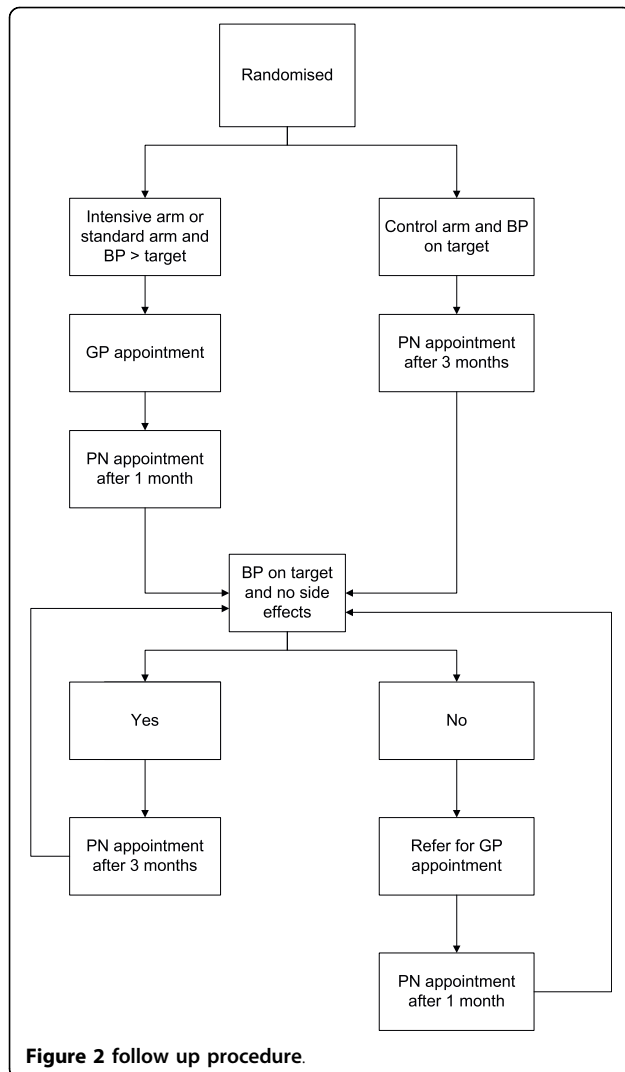 Randomised
Intensive arm or
standard arm and
BP > target
Control arm and BP
on target
GP appointment
PN appointment
after 3 months
PN appointment
after 1 month
BP on target
and no side
effects
Yes
No
PN appointment
after 3 months
Refer for GP
appointment
PN appointment
after 1 month
Figure 2 follow up procedure.